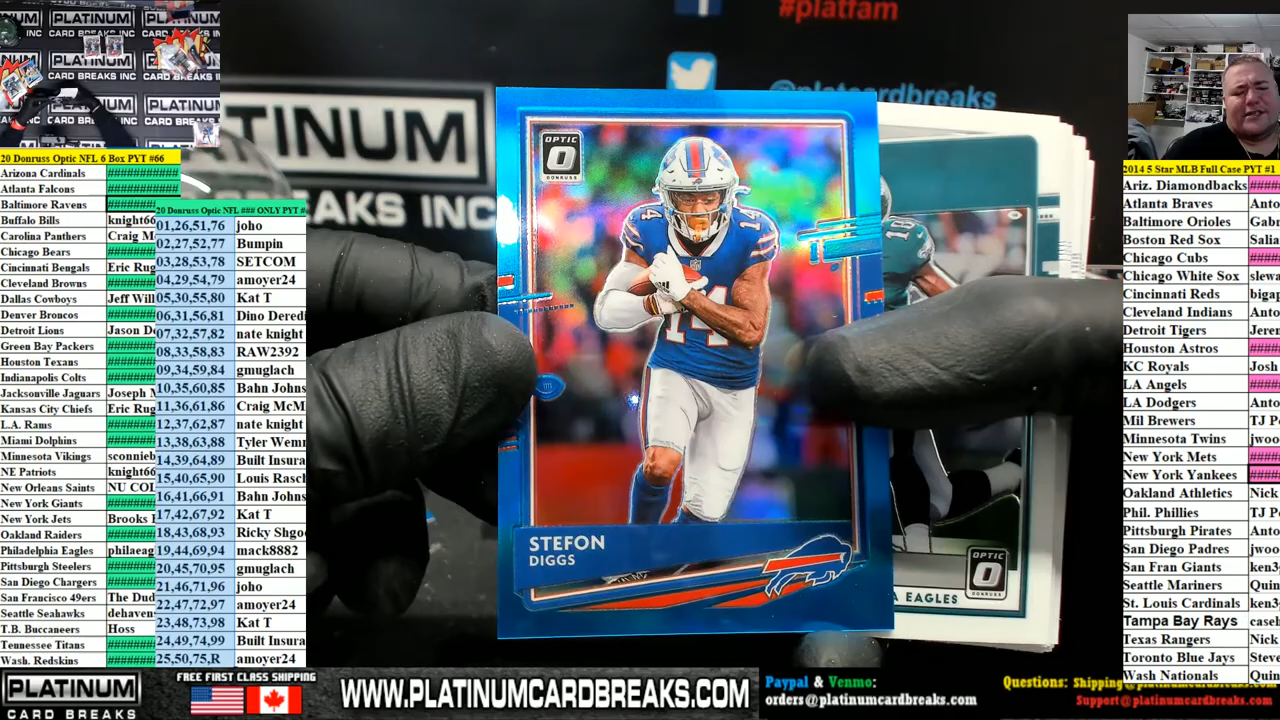 #platfam
@platcardbreaks
PLATINUM
CARD BREAKS INC
20 Donruss Optic NFL 6 Box PYT #66
Arizona Cardinals ###########
Atlanta Falcons ###########
Baltimore Ravens
Buffalo Bills knight66
Carolina Panthers Craig M
Chicago Bears
Cincinnati Bengals Eric Rug
Cleveland Browns
Dallas Cowboys Jeff Will
Denver Broncos
Detroit Lions Jason D
Green Bay Packers
Houston Texans
Indianapolis Colts
Jacksonville Jaguars Joseph M
Kansas City Chiefs Eric Rug
L.A. Rams
Miami Dolphins
Minnesota Vikings sconnieb
NE Patriots knight66
New Orleans Saints NU COL
New York Giants
New York Jets Brooks
Oakland Raiders
Philadelphia Eagles philaeag
Pittsburgh Steelers
San Diego Chargers
San Francisco 49ers The Dud
Seattle Seahawks dehaven
T.B. Buccaneers Hoss
Tennessee Titans
Wash. Redskins
20 Donruss Optic NFL ### ONLY PYT #
01,26,51,76 joho
02,27,52,77 Bumpin
03,28,53,78 SETCOM
04,29,54,79 amoyer24
05,30,55,80 Kat T
06,31,56,81 Dino Deredi
07,32,57,82 nate knight
08,33,58,83 RAW2392
09,34,59,84 gmuglach
10,35,60,85 Bahn Johns
11,36,61,86 Craig McM
12,37,62,87 nate knight
13,38,63,88 Tyler Wem
14,39,64,89 Built Insura
15,40,65,90 Louis Rasc
16,41,66,91 Bahn Johns
17,42,67,92 Kat T
18,43,68,93 Ricky Shgo
19,44,69,94 mack8882
20,45,70,95 gmuglach
21,46,71,96 joho
22,47,72,97 amoyer24
23,48,73,98 Kat T
24,49,74,99 Built Insura
25,50,75,R amoyer24
OPTIC
DONRUSS
14
STEFON
DIGGS
OPTIC
DONRUSS
A EAGLES
2014 5 Star MLB Full Case PYT #1
Ariz. Diamondbacks ####
Atlanta Braves Anto
Baltimore Orioles Gabr
Boston Red Sox Salia
Chicago Cubs ####
Chicago White Sox slewa
Cincinnati Reds bigap
Cleveland Indians Anto
Detroit Tigers Jeren
Houston Astros ####
KC Royals Josh
LA Angels ####
LA Dodgers Anto
Mil Brewers TJ P
Minnesota Twins jwoo
New York Mets ####
New York Yankees ####
Oakland Athletics Nick
Phil. Phillies TJ P
Pittsburgh Pirates Anto
San Diego Padres jwoo
San Fran Giants ken3
Seattle Mariners Quin
St. Louis Cardinals ken3
Tampa Bay Rays caseh
Texas Rangers Nick
Toronto Blue Jays Steve
Wash Nationals Quin
PLATINUM
CARD BREAKS
FREE FIRST CLASS SHIPPING
WWW.PLATINUMCARDBREAKS.COM
Paypal & Venmo:
orders@platinumcardbreaks.com
Questions: Shipping@platinumcardbreaks.com
Support@platinumcardbreaks.com